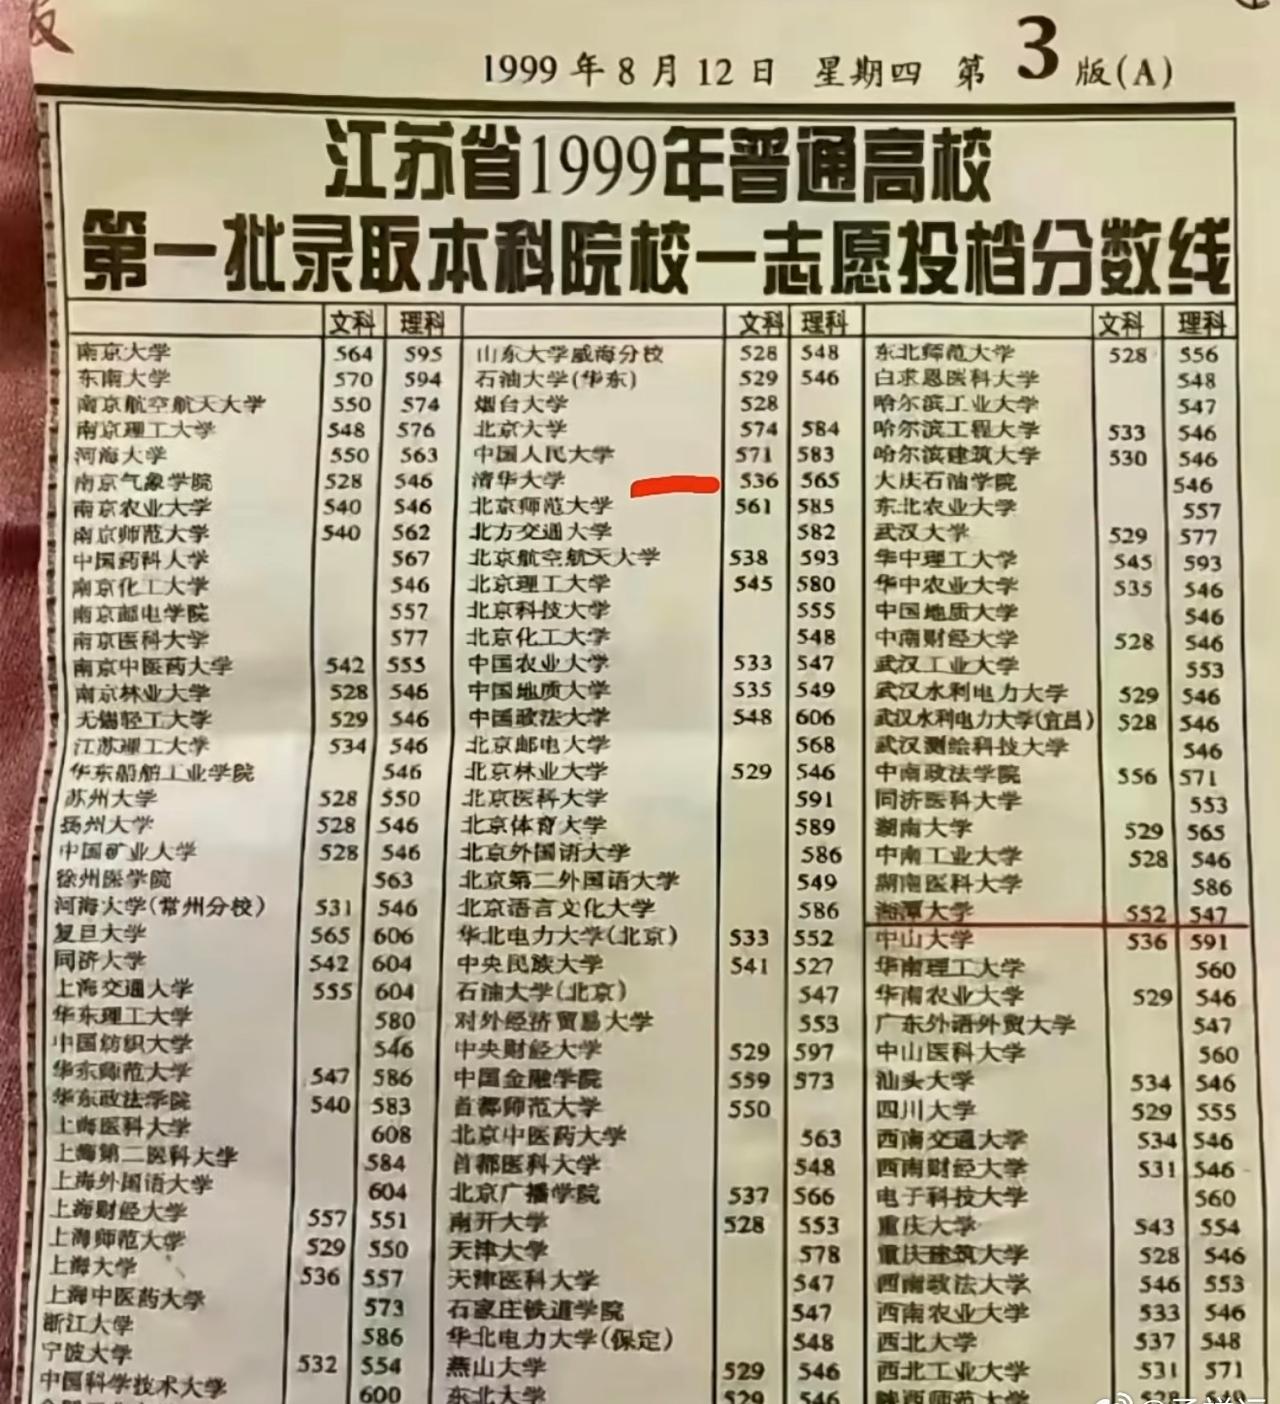 1999年8月12日 星期四 第3版(A)
江苏省1999年普通高校
第一批录取本科院校一志愿投档分数线
文科 理科
南京大学 564 595
东南大学 570 594
南京航空航天大学 550 574
南京理工大学 548 576
河海大学 550 563
南京气象学院 528 546
南京农业大学 540 546
南京师范大学 540 562
中国药科大学 567
南京化工大学 546
南京邮电学院 557
南京医科大学 577
南京中医药大学 542 555
南京林业大学 528 546
无锡轻工大学 529 546
江苏理工大学 534 546
华东船舶工业学院 546
苏州大学 528 550
扬州大学 528 546
中国矿业大学 528 546
徐州医学院 563
河海大学(常州分校) 531 546
复旦大学 565 606
同济大学 542 604
上海交通大学 555 604
华东理工大学 580
中国纺织大学 546
华东师范大学 547 586
华东政法学院 540 583
上海医科大学 608
上海第二医科大学 584
上海外国语大学 604
上海财经大学 557 551
上海师范大学 529 550
上海大学 536 557
上海中医药大学 573
浙江大学 586
宁波大学 532 554
中国科学技术大学 600
文科 理科
山东大学威海分校 528 548
石油大学(华东) 529 546
烟台大学 528
北京大学 574 584
中国人民大学 571 583
清华大学 536 565
北京师范大学 561 585
北方交通大学 582
北京航空航天大学 538 593
北京理工大学 545 580
北京科技大学 555
北京化工大学 548
中国农业大学 533 547
中国地质大学 535 549
中国政法大学 548 606
北京邮电大学 568
北京林业大学 529 546
北京医科大学 591
北京体育大学 589
北京外国语大学 586
北京第二外国语大学 549
北京语言文化大学 586
华北电力大学(北京) 533 552
中央民族大学 541 527
石油大学(北京) 547
对外经济贸易大学 553
中央财经大学 529 597
中国金融学院 559 573
首都师范大学 550
北京中医药大学 563
首都医科大学 548
北京广播学院 537 566
南开大学 528 553
天津大学 578
天津医科大学 547
石家庄铁道学院 547
华北电力大学(保定) 548
燕山大学 529 546
东北大学 529 546
文科 理科
东北师范大学 528 556
白求恩医科大学 548
哈尔滨工业大学 547
哈尔滨工程大学 533 546
哈尔滨建筑大学 530 546
大庆石油学院 546
东北农业大学 557
武汉大学 529 577
华中理工大学 545 593
华中农业大学 535 546
中国地质大学 546
中南财经大学 528 546
武汉工业大学 553
武汉水利电力大学 529 546
武汉水利电力大学(宜昌) 528 546
武汉测绘科技大学 546
中南政法学院 556 571
同济医科大学 553
湖南大学 529 565
中南工业大学 528 546
湖南医科大学 586
湘潭大学 552 547
中山大学 536 591
华南理工大学 560
华南农业大学 529 546
广东外语外贸大学 547
中山医科大学 560
汕头大学 534 546
四川大学 529 555
西南交通大学 534 546
西南财经大学 531 546
电子科技大学 560
重庆大学 543 554
重庆建筑大学 528 546
西南政法大学 546 553
西南农业大学 533 546
西北大学 537 548
西北工业大学 531 571
陕西师范大学 528